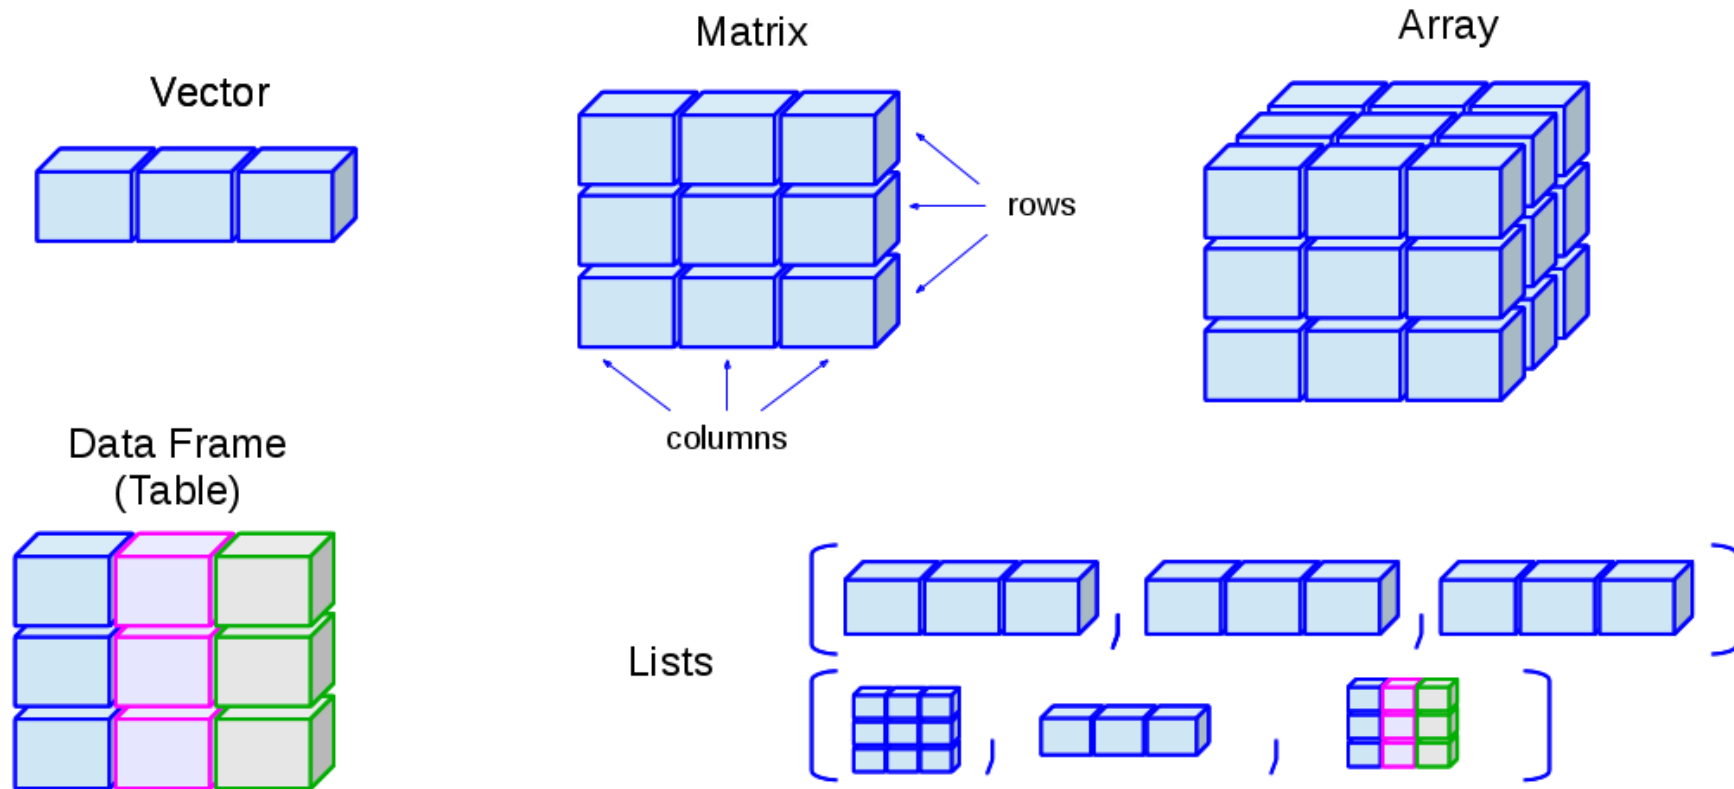 Vector
Matrix
Array
rows
columns
Data Frame
(Table)
Lists